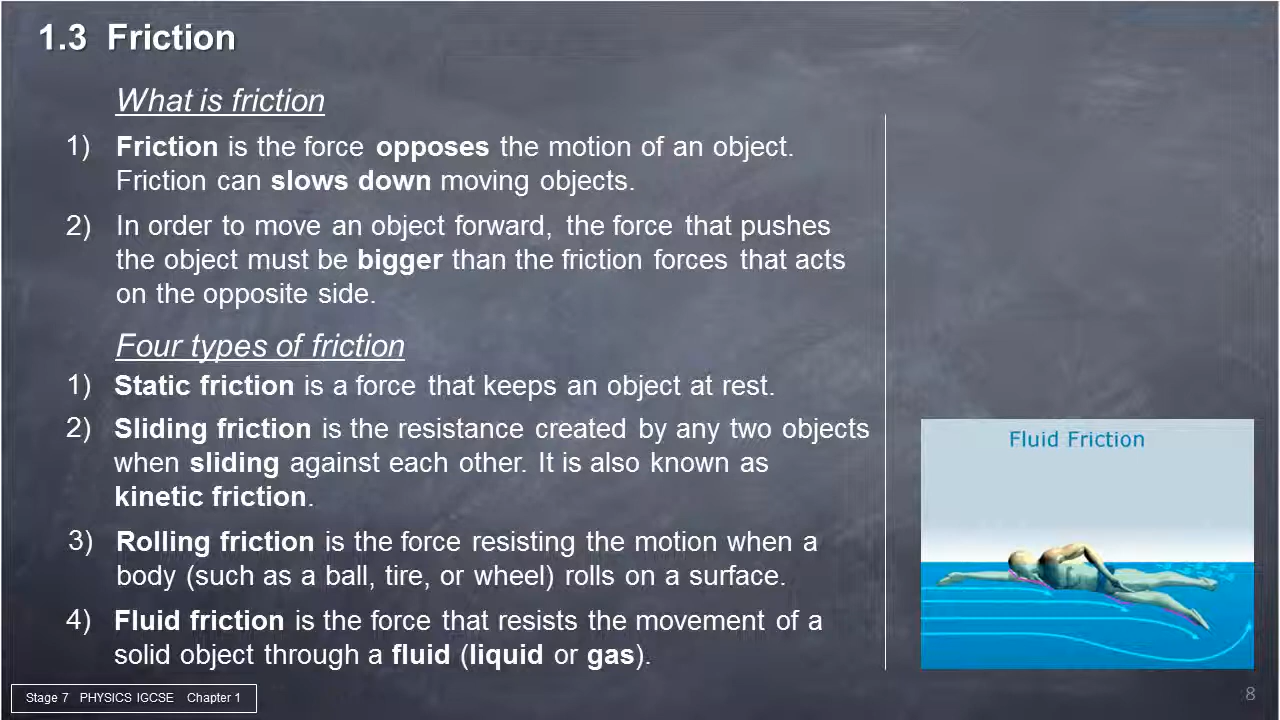 1.3 Friction
What is friction
1) Friction is the force opposes the motion of an object.
Friction can slows down moving objects.
2) In order to move an object forward, the force that pushes
the object must be bigger than the friction forces that acts
on the opposite side.
Four types of friction
1) Static friction is a force that keeps an object at rest.
2) Sliding friction is the resistance created by any two objects
when sliding against each other. It is also known as
kinetic friction.
3) Rolling friction is the force resisting the motion when a
body (such as a ball, tire, or wheel) rolls on a surface.
4) Fluid friction is the force that resists the movement of a
solid object through a fluid (liquid or gas).
Fluid Friction
Stage 7 PHYSICS IGCSE Chapter 1
8